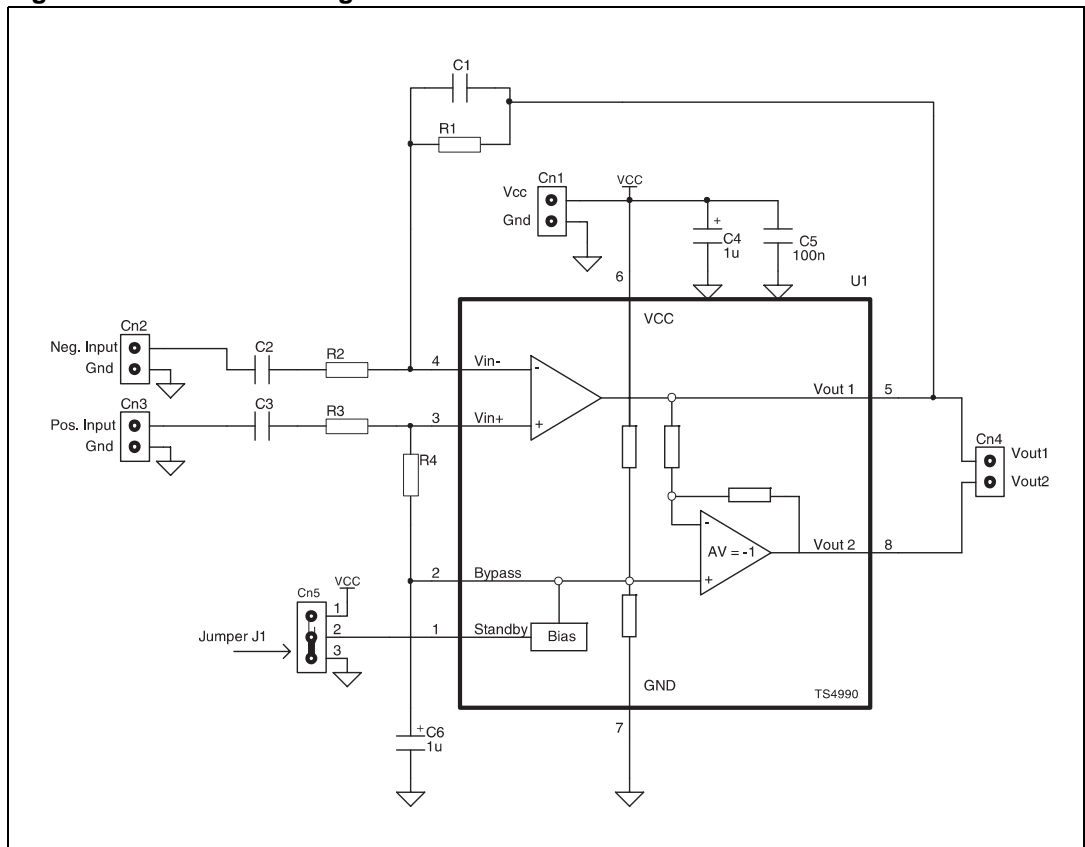 C1
R1
Cn1
VCC
Vcc
Gnd
+
C4
1u
C5
100n
6
U1
VCC
Cn2
Neg. Input
Gnd
C2
R2
4
Vin-
-
Vout 1
5
Cn3
Pos. Input
Gnd
C3
R3
3
Vin+
+
R4
Cn4
Vout1
Vout2
-
AV = -1
+
Vout 2
8
2
Bypass
VCC
Cn5
1
2
3
Jumper J1
1
Standby
Bias
GND
TS4990
7
+
C6
1u